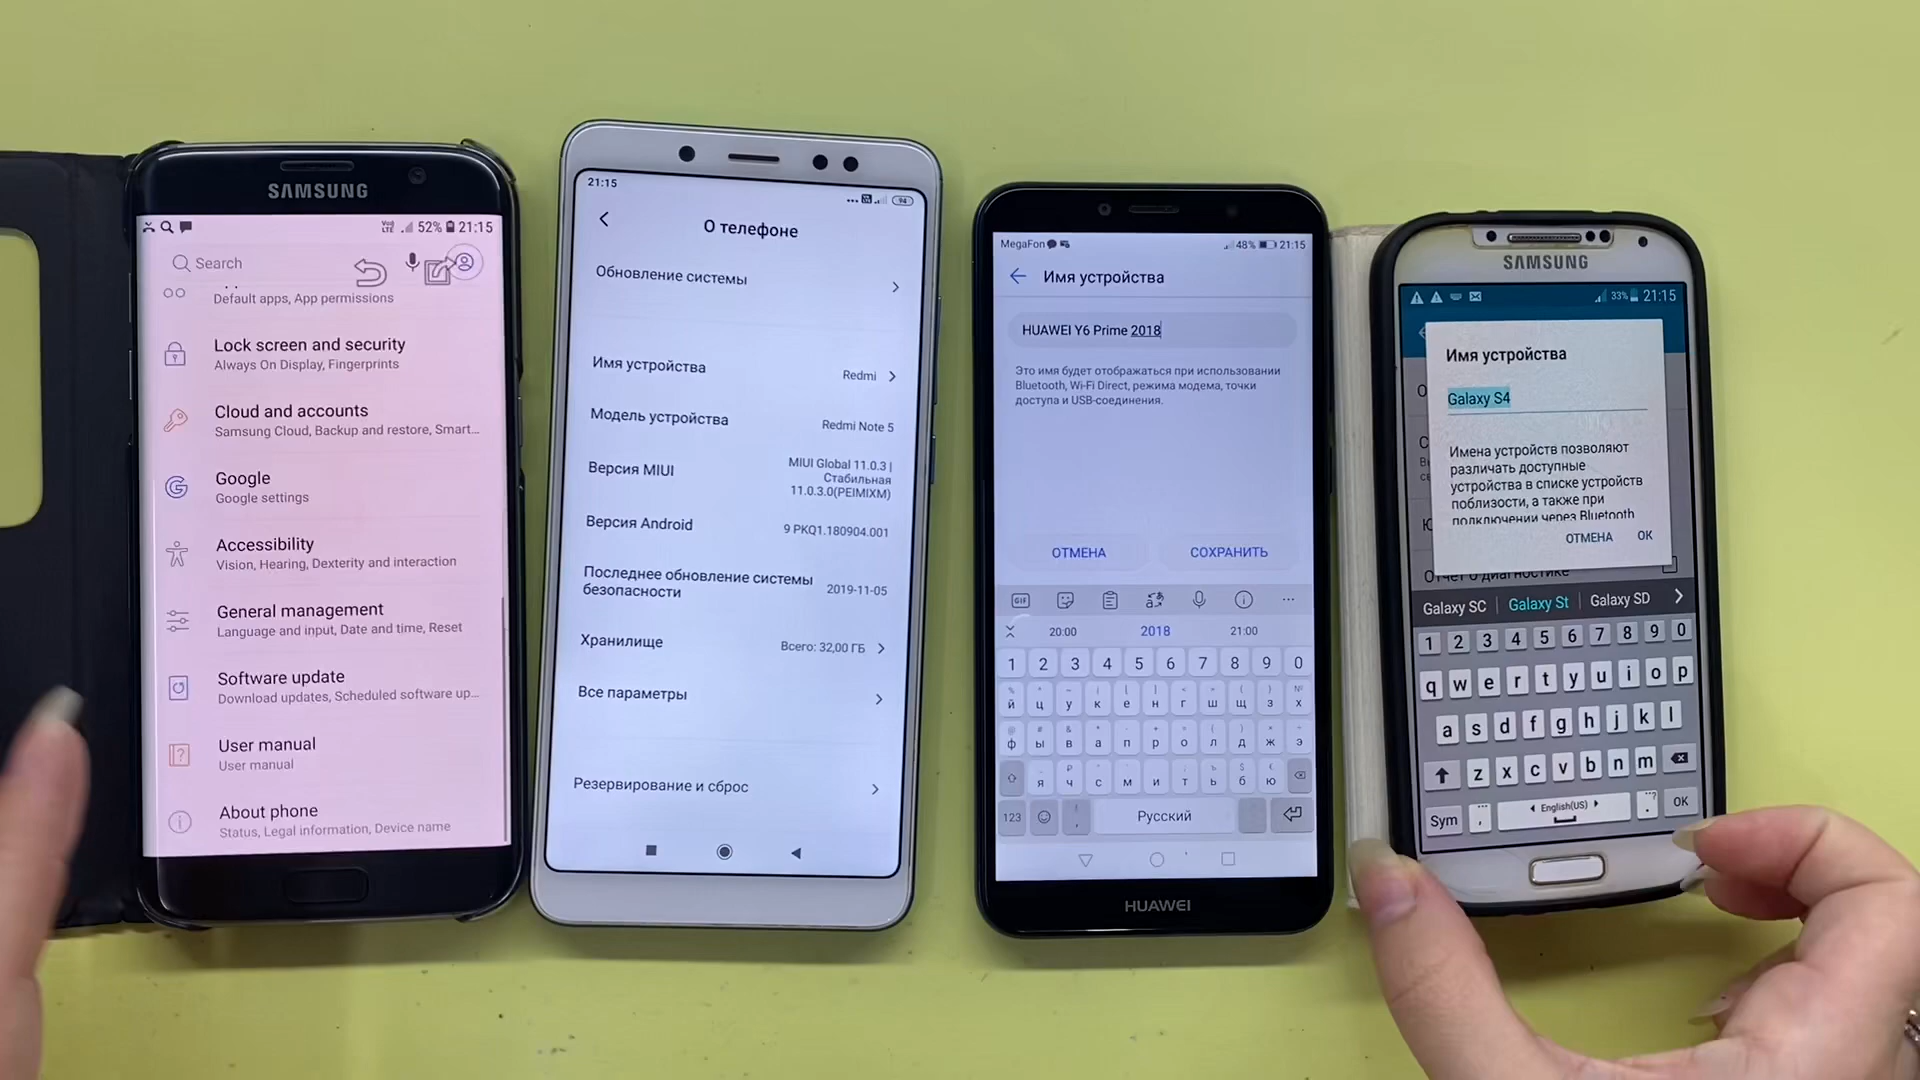 SAMSUNG
52% 21:15
Search
Default apps, App permissions
Lock screen and security
Always On Display, Fingerprints
Cloud and accounts
Samsung Cloud, Backup and restore, Smart...
Google
Google settings
Accessibility
Vision, Hearing, Dexterity and interaction
General management
Language and input, Date and time, Reset
Software update
Download updates, Scheduled software up...
User manual
User manual
About phone
Status, Legal information, Device name
21:15
94
О телефоне
Обновление системы
Имя устройства
Redmi
Модель устройства
Redmi Note 5
Версия MIUI
MIUI Global 11.0.3 |
Стабильная
11.0.3.0(PEIMIXM)
Версия Android
9 PKQ1.180904.001
Последнее обновление системы
безопасности
2019-11-05
Хранилище
Всего: 32,00 ГБ
Все параметры
Резервирование и сброс
MegaFon
48% 21:15
Имя устройства
HUAWEI Y6 Prime 2018
Это имя будет отображаться при использовании
Bluetooth, Wi-Fi Direct, режима модема, точки
доступа и USB-соединения.
ОТМЕНА СОХРАНИТЬ
GIF
20:00 2018 21:00
1 2 3 4 5 6 7 8 9 0
й ц у к е н г ш щ з х
ф ы в а п р о л д ж э
я ч с м и т ь б ю
123 Русский
HUAWEI
SAMSUNG
33% 21:15
Имя устройства
Galaxy S4
Имена устройств позволяют
различать доступные
устройства в списке устройств
поблизости, а также при
подключении через Bluetooth
ОТМЕНА OK
Отчет о диагностике
Galaxy SC Galaxy St Galaxy SD
1 2 3 4 5 6 7 8 9 0
q w e r t y u i o p
a s d f g h j k l
z x c v b n m
Sym , English(US) . OK